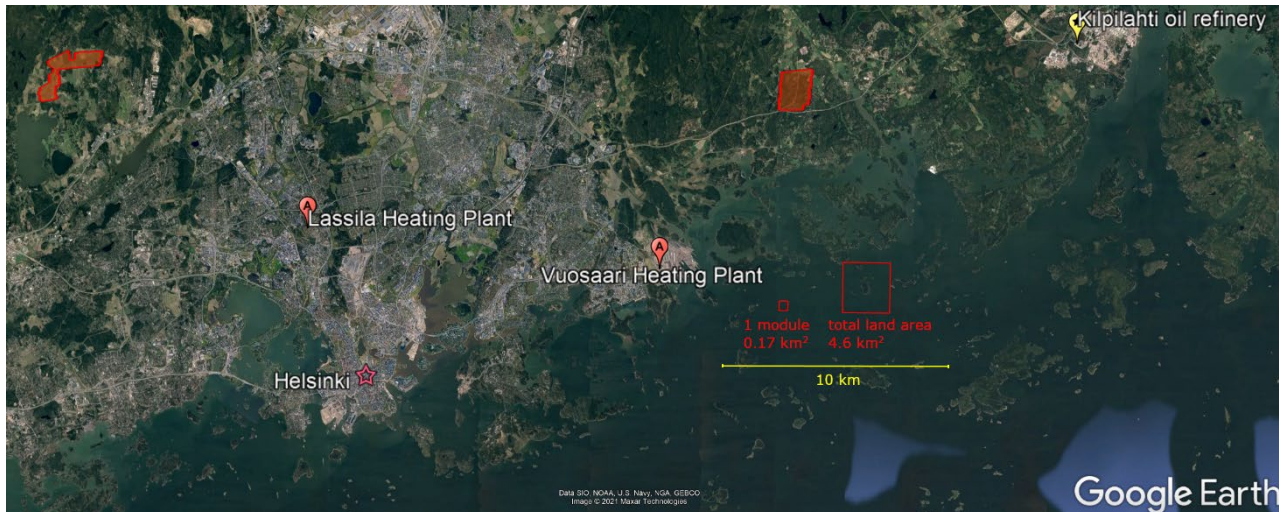 Kilpilahti oil refinery
Lassila Heating Plant
Vuosaari Heating Plant
1 module
0.17 km²
total land area
4.6 km²
10 km
Helsinki
Data SIO, NOAA, U.S. Navy, NGA, GEBCO
Image © 2021 Maxar Technologies
Google Earth
A
A